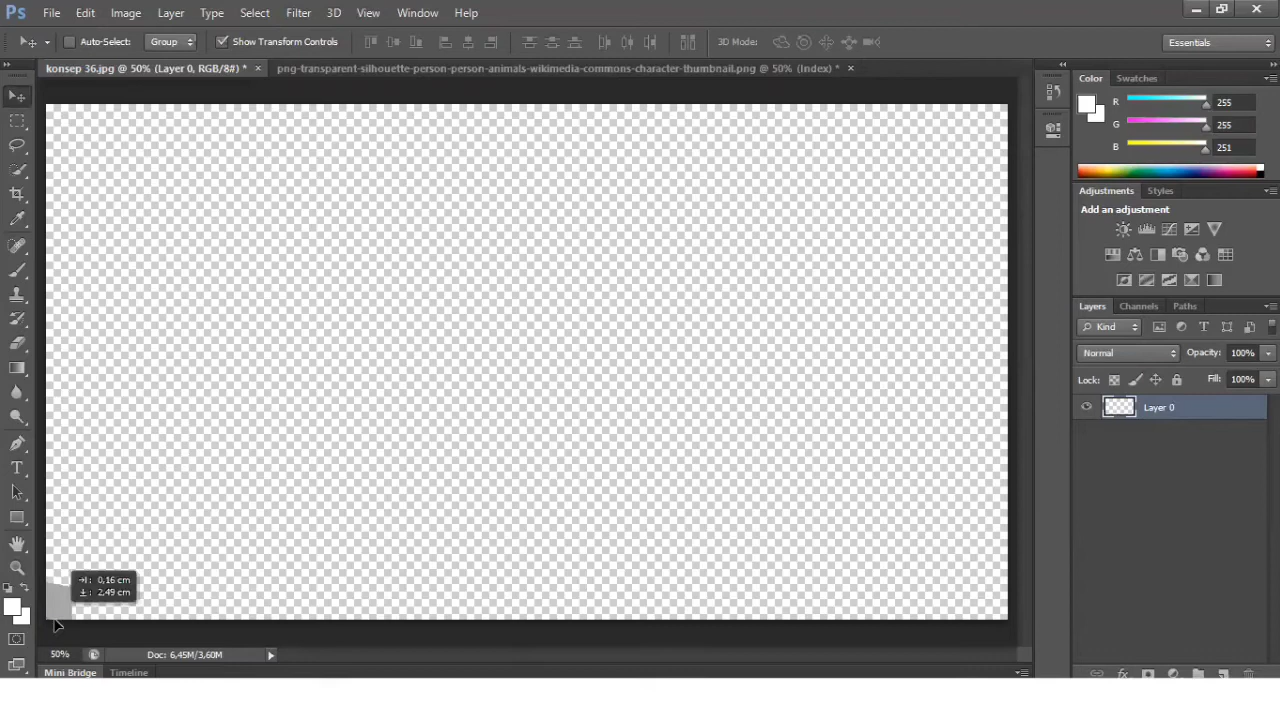 Ps File Edit Image Layer Type Select Filter 3D View Window Help
Auto-Select: Group Show Transform Controls 3D Mode: Essentials
konsep 36.jpg @ 50% (Layer 0, RGB/8#) * × png-transparent-silhouette-person-person-animals-wikimedia-commons-character-thumbnail.png @ 50% (Index) * ×
Color Swatches
R 255
G 255
B 251
Adjustments Styles
Add an adjustment
Layers Channels Paths
Kind
Normal Opacity: 100%
Lock: Fill: 100%
Layer 0
0,16 cm
2,49 cm
50% Doc: 6,45M/3,60M
Mini Bridge Timeline